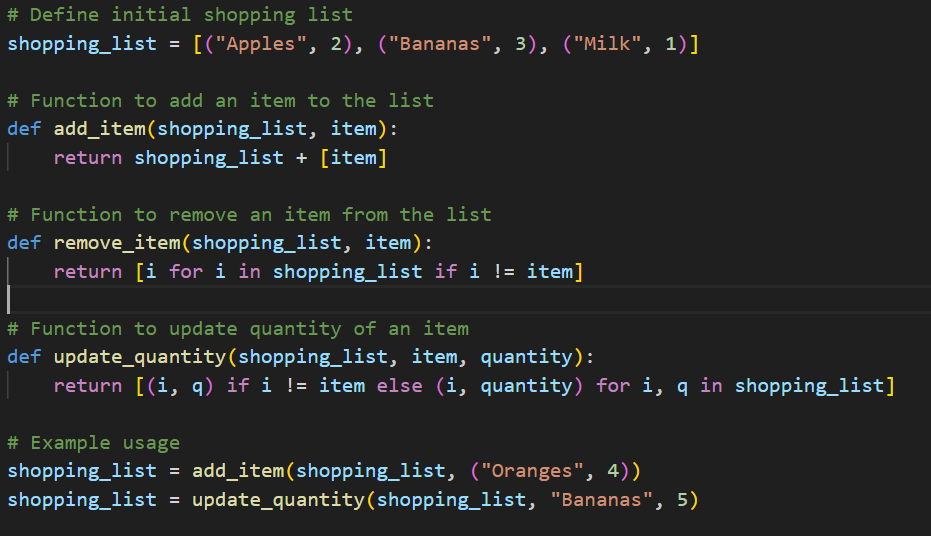 # Define initial shopping list
shopping_list = [("Apples", 2), ("Bananas", 3), ("Milk", 1)]

# Function to add an item to the list
def add_item(shopping_list, item):
    return shopping_list + [item]

# Function to remove an item from the list
def remove_item(shopping_list, item):
    return [i for i in shopping_list if i != item]

# Function to update quantity of an item
def update_quantity(shopping_list, item, quantity):
    return [(i, q) if i != item else (i, quantity) for i, q in shopping_list]

# Example usage
shopping_list = add_item(shopping_list, ("Oranges", 4))
shopping_list = update_quantity(shopping_list, "Bananas", 5)